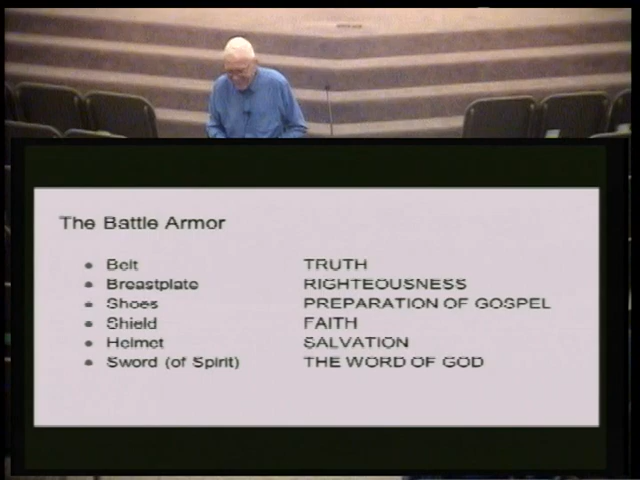 The Battle Armor
• Belt TRUTH
• Breastplate RIGHTEOUSNESS
• Shoes PREPARATION OF GOSPEL
• Shield FAITH
• Helmet SALVATION
• Sword (of Spirit) THE WORD OF GOD